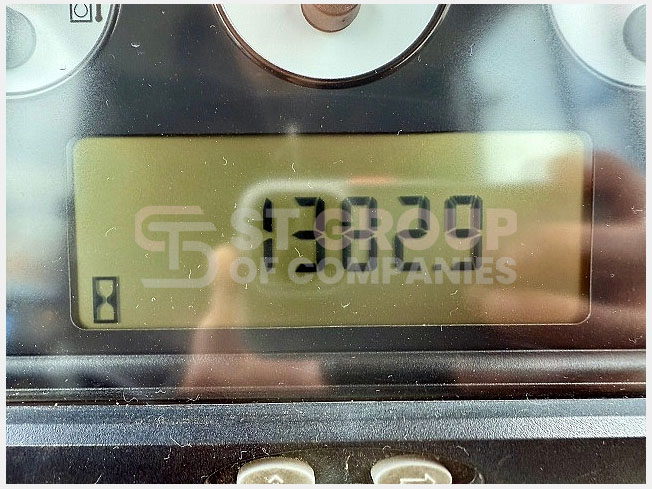 13829
ST GROUP
OF COMPANIES